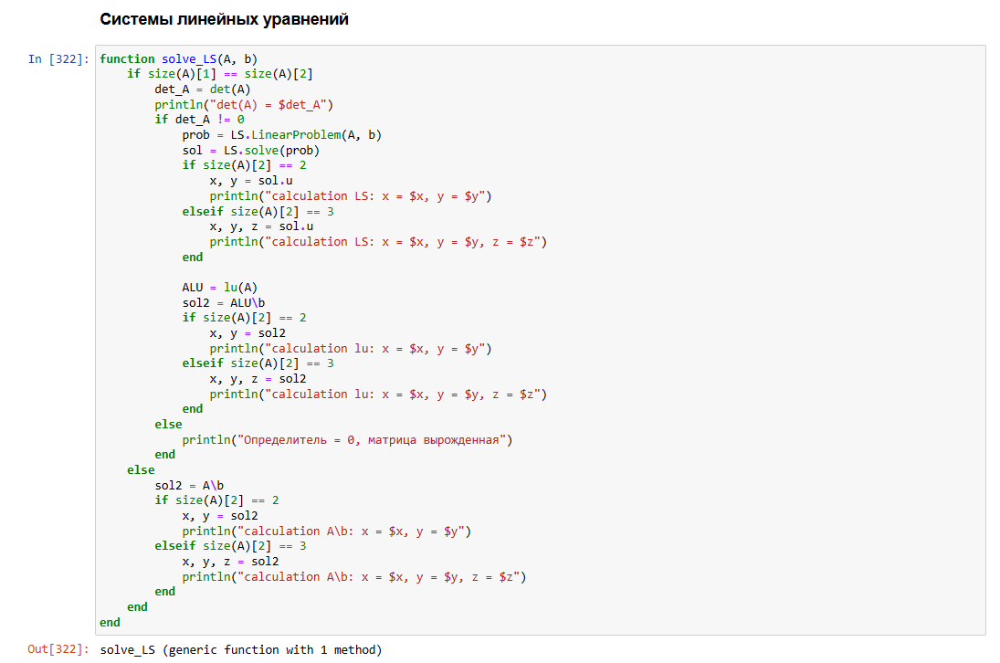 Системы линейных уравнений
In [322]: function solve_LS(A, b)
    if size(A)[1] == size(A)[2]
        det_A = det(A)
        println("det(A) = $det_A")
        if det_A != 0
            prob = LS.LinearProblem(A, b)
            sol = LS.solve(prob)
            if size(A)[2] == 2
                x, y = sol.u
                println("calculation LS: x = $x, y = $y")
            elseif size(A)[2] == 3
                x, y, z = sol.u
                println("calculation LS: x = $x, y = $y, z = $z")
            end

            ALU = lu(A)
            sol2 = ALU\b
            if size(A)[2] == 2
                x, y = sol2
                println("calculation lu: x = $x, y = $y")
            elseif size(A)[2] == 3
                x, y, z = sol2
                println("calculation lu: x = $x, y = $y, z = $z")
            end
        else
            println("Определитель = 0, матрица вырожденная")
        end
    else
        sol2 = A\b
        if size(A)[2] == 2
            x, y = sol2
            println("calculation A\b: x = $x, y = $y")
        elseif size(A)[2] == 3
            x, y, z = sol2
            println("calculation A\b: x = $x, y = $y, z = $z")
        end
    end
end
Out[322]: solve_LS (generic function with 1 method)